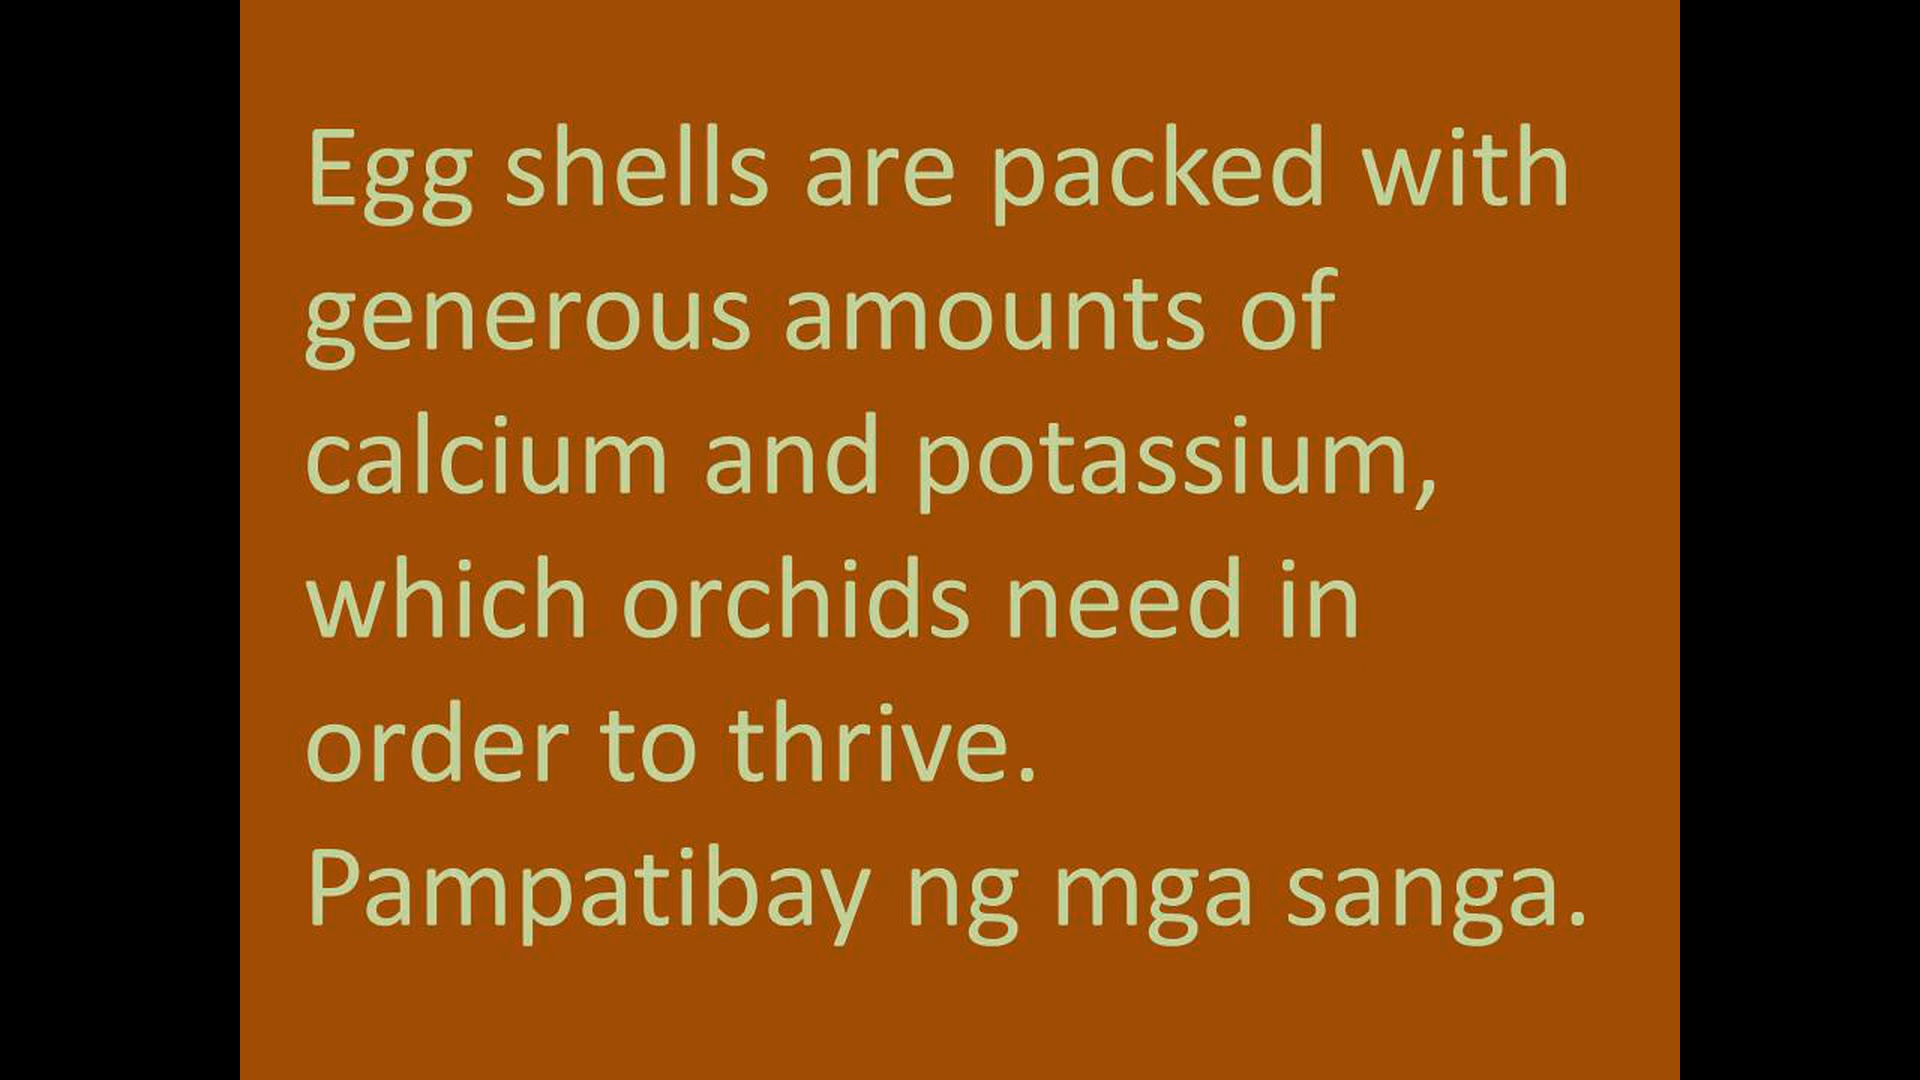 Egg shells are packed with
generous amounts of
calcium and potassium,
which orchids need in
order to thrive.
Pampatibay ng mga sanga.